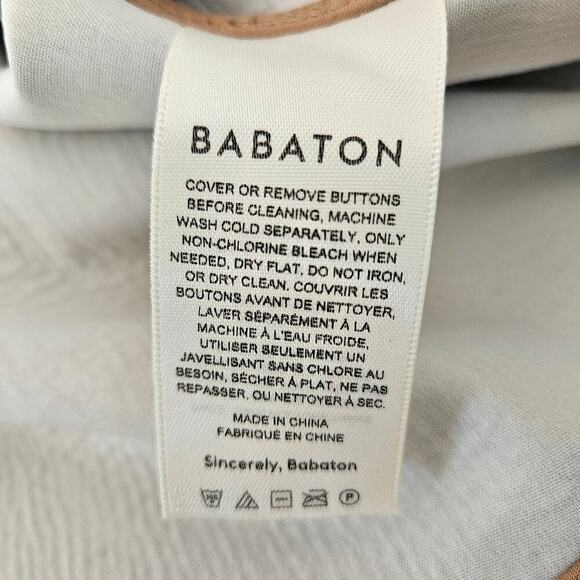 BABATON
COVER OR REMOVE BUTTONS
BEFORE CLEANING, MACHINE
WASH COLD SEPARATELY, ONLY
NON-CHLORINE BLEACH WHEN
NEEDED, DRY FLAT. DO NOT IRON,
OR DRY CLEAN. COUVRIR LES
BOUTONS AVANT DE NETTOYER,
LAVER SÉPARÉMENT À LA
MACHINE À L'EAU FROIDE,
UTILISER SEULEMENT UN
JAVELLISANT SANS CHLORE AU
BESOIN, SÉCHER À PLAT, NE PAS
REPASSER, OU NETTOYER À SEC.
MADE IN CHINA
FABRIQUÉ EN CHINE
Sincerely, Babaton
P